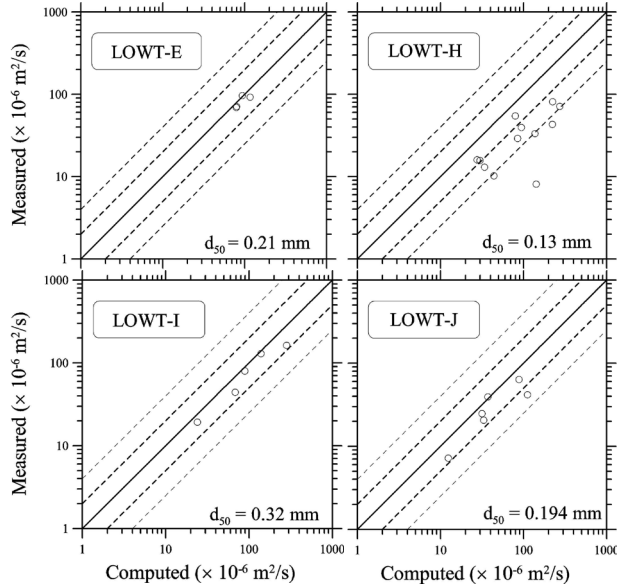 1000
100
10
1
Measured (× 10⁻⁶ m²/s)
LOWT-E
d₅₀ = 0.21 mm
LOWT-H
d₅₀ = 0.13 mm
1000
100
10
1
Measured (× 10⁻⁶ m²/s)
LOWT-I
d₅₀ = 0.32 mm
LOWT-J
d₅₀ = 0.194 mm
1 10 100 1000
10 100 1000
Computed (× 10⁻⁶ m²/s)
Computed (× 10⁻⁶ m²/s)